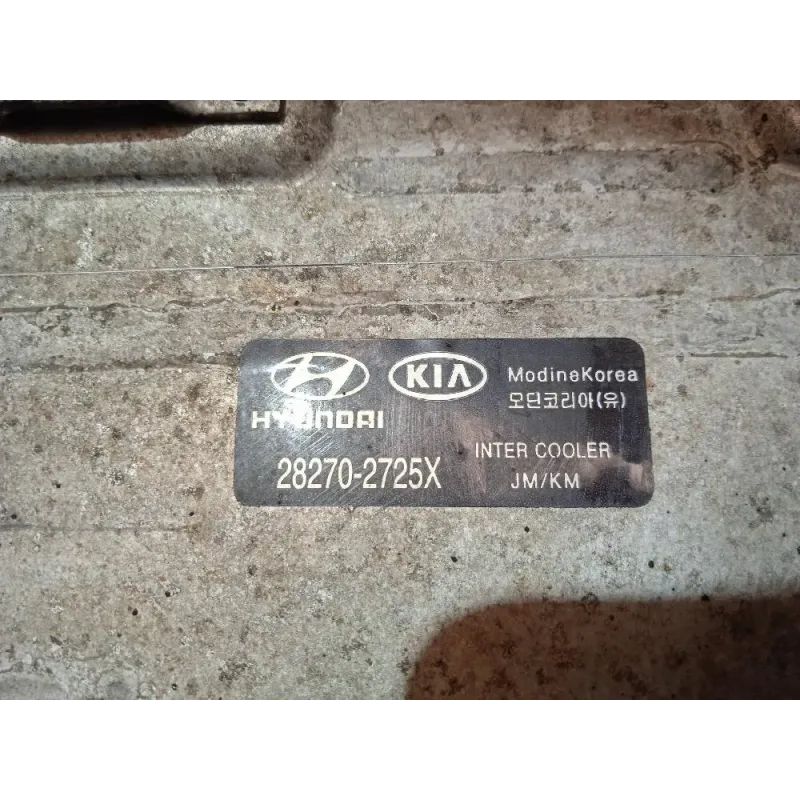 HYUNDAI
KIA
28270-2725X
ModineKorea
모딘코리아(유)
INTER COOLER
JM/KM